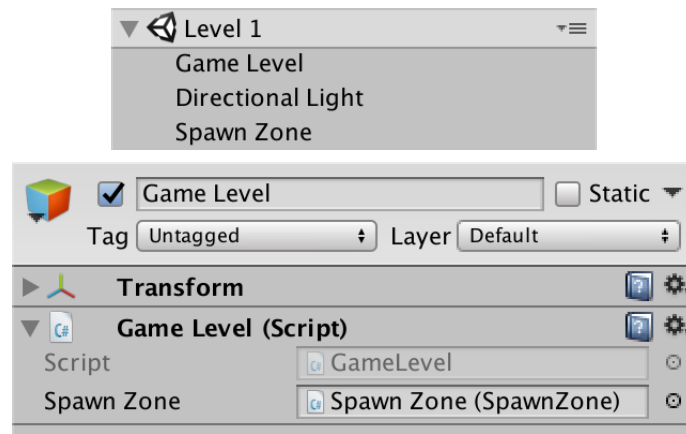 Level 1
Game Level
Directional Light
Spawn Zone
Game Level Static
Tag Untagged Layer Default
Transform
C# Game Level (Script)
Script C# GameLevel
Spawn Zone C# Spawn Zone (SpawnZone)